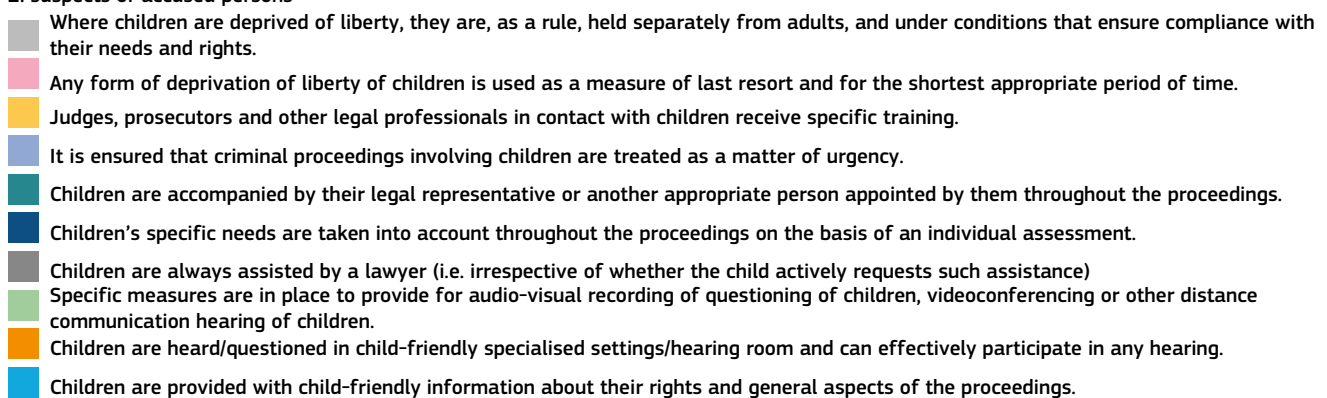 2. suspects or accused persons
Where children are deprived of liberty, they are, as a rule, held separately from adults, and under conditions that ensure compliance with
their needs and rights.
Any form of deprivation of liberty of children is used as a measure of last resort and for the shortest appropriate period of time.
Judges, prosecutors and other legal professionals in contact with children receive specific training.
It is ensured that criminal proceedings involving children are treated as a matter of urgency.
Children are accompanied by their legal representative or another appropriate person appointed by them throughout the proceedings.
Children's specific needs are taken into account throughout the proceedings on the basis of an individual assessment.
Children are always assisted by a lawyer (i.e. irrespective of whether the child actively requests such assistance)
Specific measures are in place to provide for audio-visual recording of questioning of children, videoconferencing or other distance
communication hearing of children.
Children are heard/questioned in child-friendly specialised settings/hearing room and can effectively participate in any hearing.
Children are provided with child-friendly information about their rights and general aspects of the proceedings.